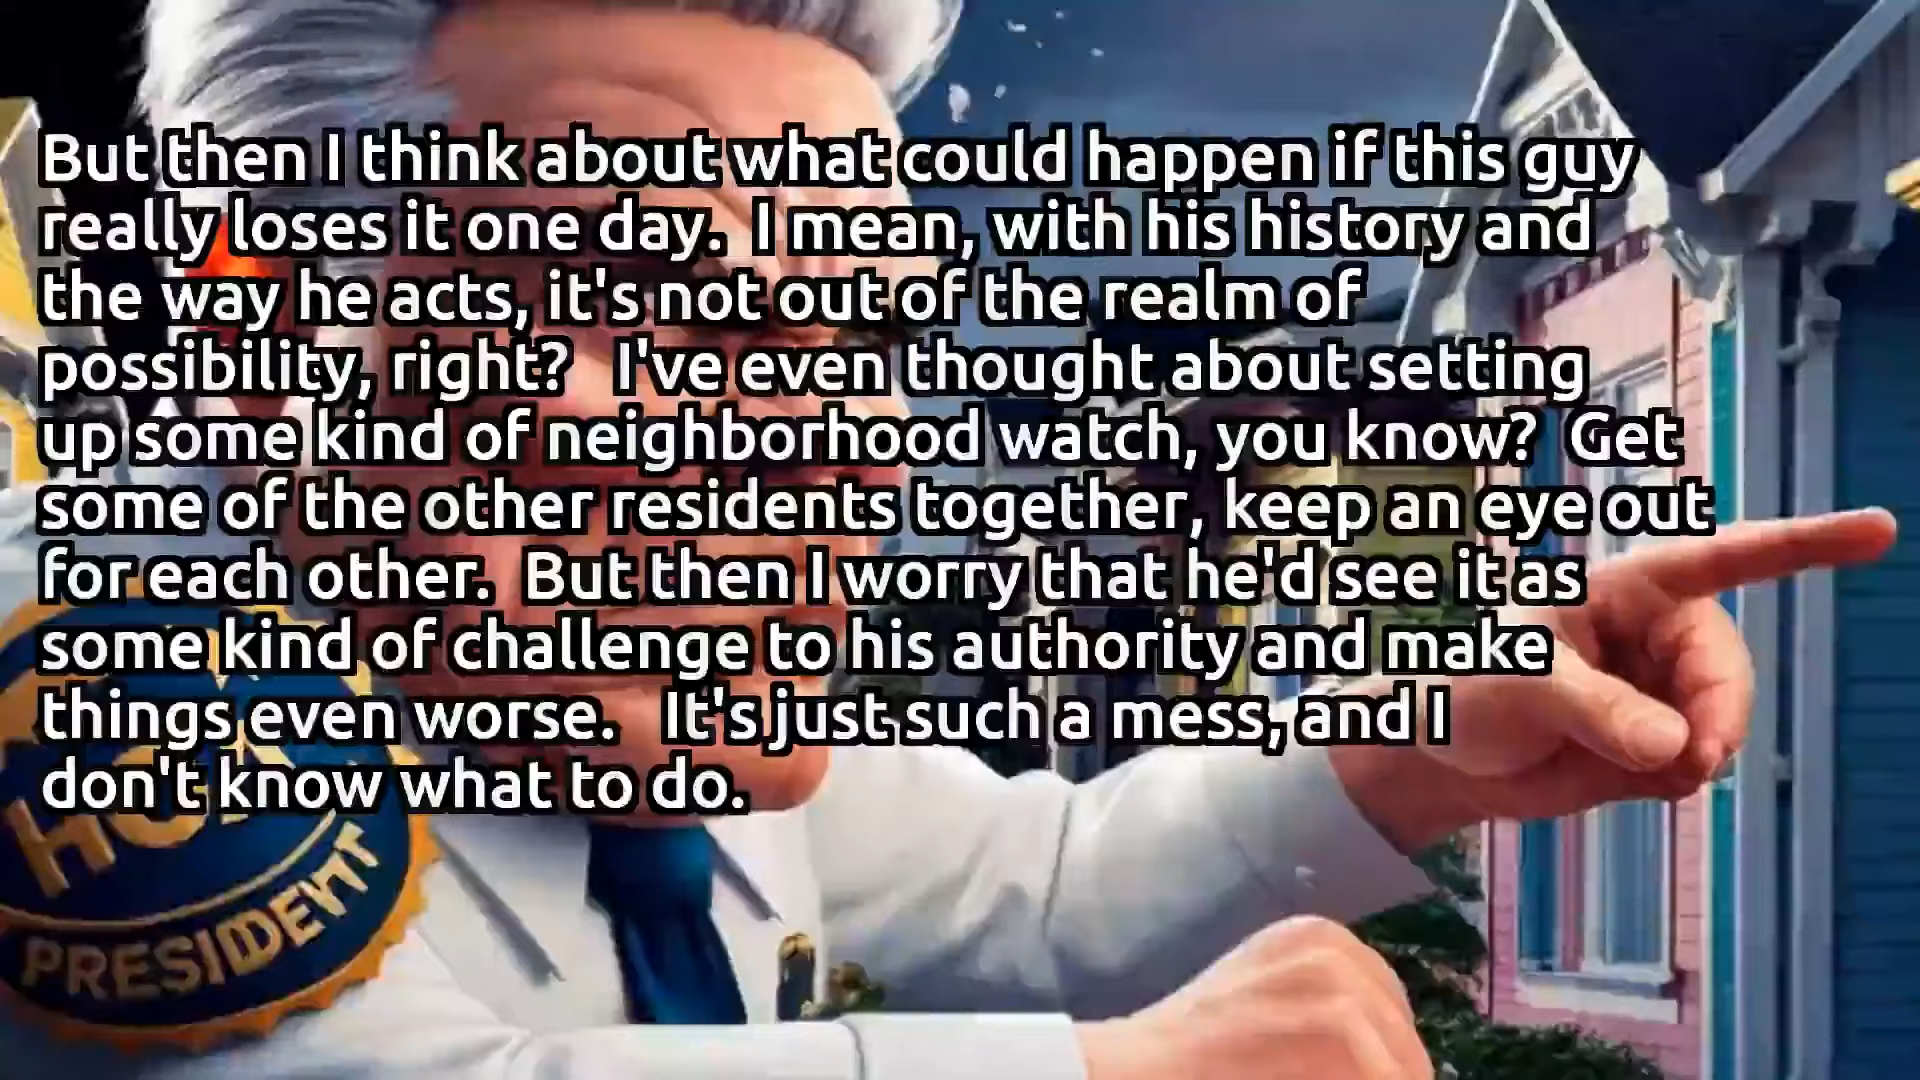 But then I think about what could happen if this guy
really loses it one day.  I mean, with his history and
the way he acts, it's not out of the realm of
possibility, right?   I've even thought about setting
up some kind of neighborhood watch, you know?  Get
some of the other residents together, keep an eye out
for each other.  But then I worry that he'd see it as
some kind of challenge to his authority and make
things even worse.   It's just such a mess, and I
don't know what to do.